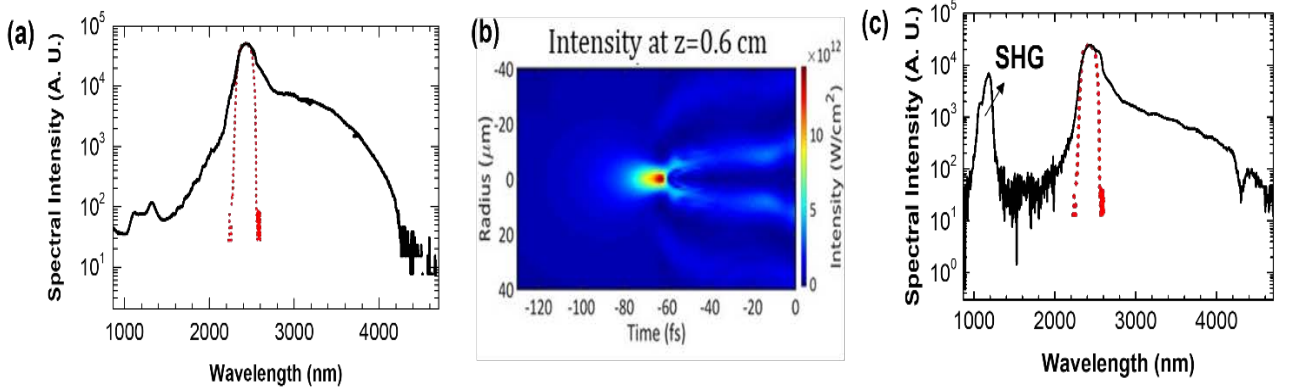 (a)
Spectral Intensity (A. U.)
10^5
10^4
10^3
10^2
10^1
1000 2000 3000 4000
Wavelength (nm)
(b)
Intensity at z=0.6 cm
Radius (μm)
-40
-20
0
20
40
-120 -100 -80 -60 -40 -20 0
Time (fs)
×10^12
10
5
0
Intensity (W/cm^2)
(c)
Spectral Intensity (A. U.)
10^5
10^4
10^3
10^2
10^1
10^0
SHG
1000 2000 3000 4000
Wavelength (nm)